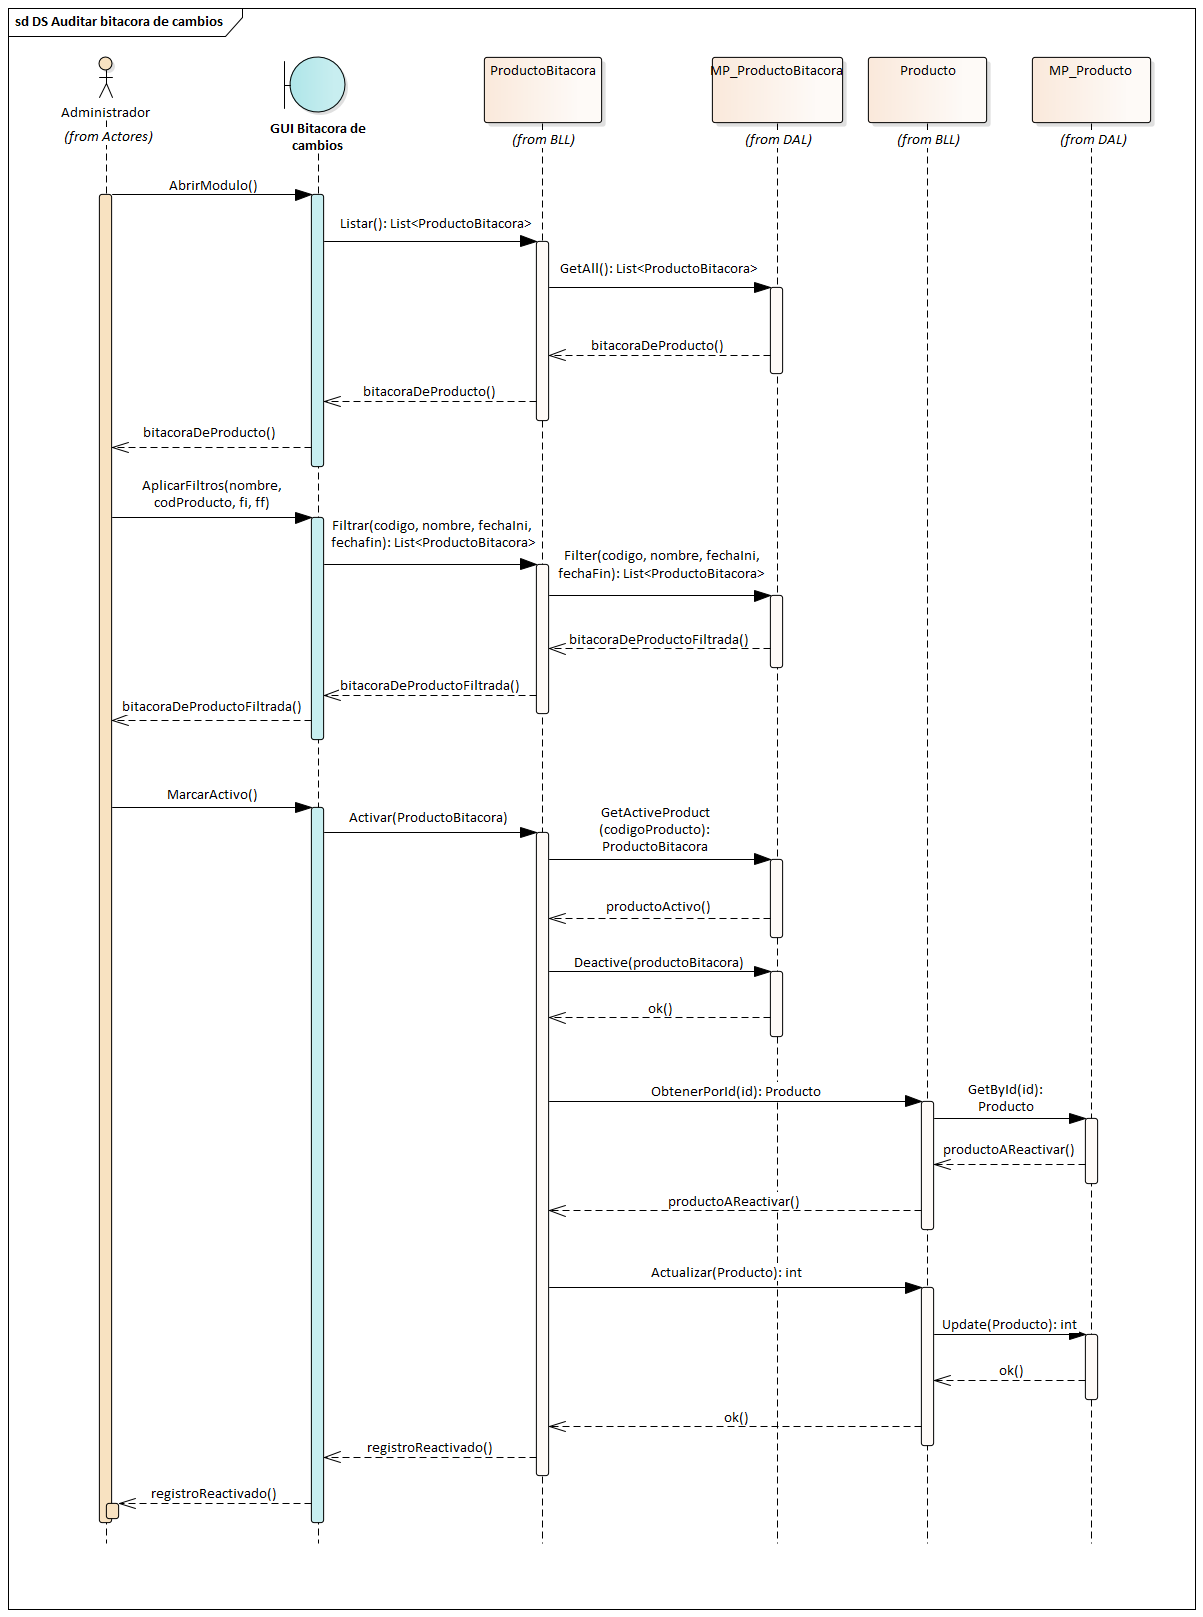 sd DS Auditar bitacora de cambios
Administrador
(from Actores)
GUI Bitacora de
cambios
ProductoBitacora
(from BLL)
MP_ProductoBitacora
(from DAL)
Producto
(from BLL)
MP_Producto
(from DAL)
AbrirModulo()
Listar(): List<ProductoBitacora>
GetAll(): List<ProductoBitacora>
bitacoraDeProducto()
bitacoraDeProducto()
bitacoraDeProducto()
AplicarFiltros(nombre,
codProducto, fi, ff)
Filtrar(codigo, nombre, fechaIni,
fechafin): List<ProductoBitacora>
Filter(codigo, nombre, fechaIni,
fechaFin): List<ProductoBitacora>
bitacoraDeProductoFiltrada()
bitacoraDeProductoFiltrada()
bitacoraDeProductoFiltrada()
MarcarActivo()
Activar(ProductoBitacora)
GetActiveProduct
(codigoProducto):
ProductoBitacora
productoActivo()
Deactive(productoBitacora)
ok()
ObtenerPorId(id): Producto
GetById(id):
Producto
productoAReactivar()
productoAReactivar()
Actualizar(Producto): int
Update(Producto): int
ok()
ok()
registroReactivado()
registroReactivado()